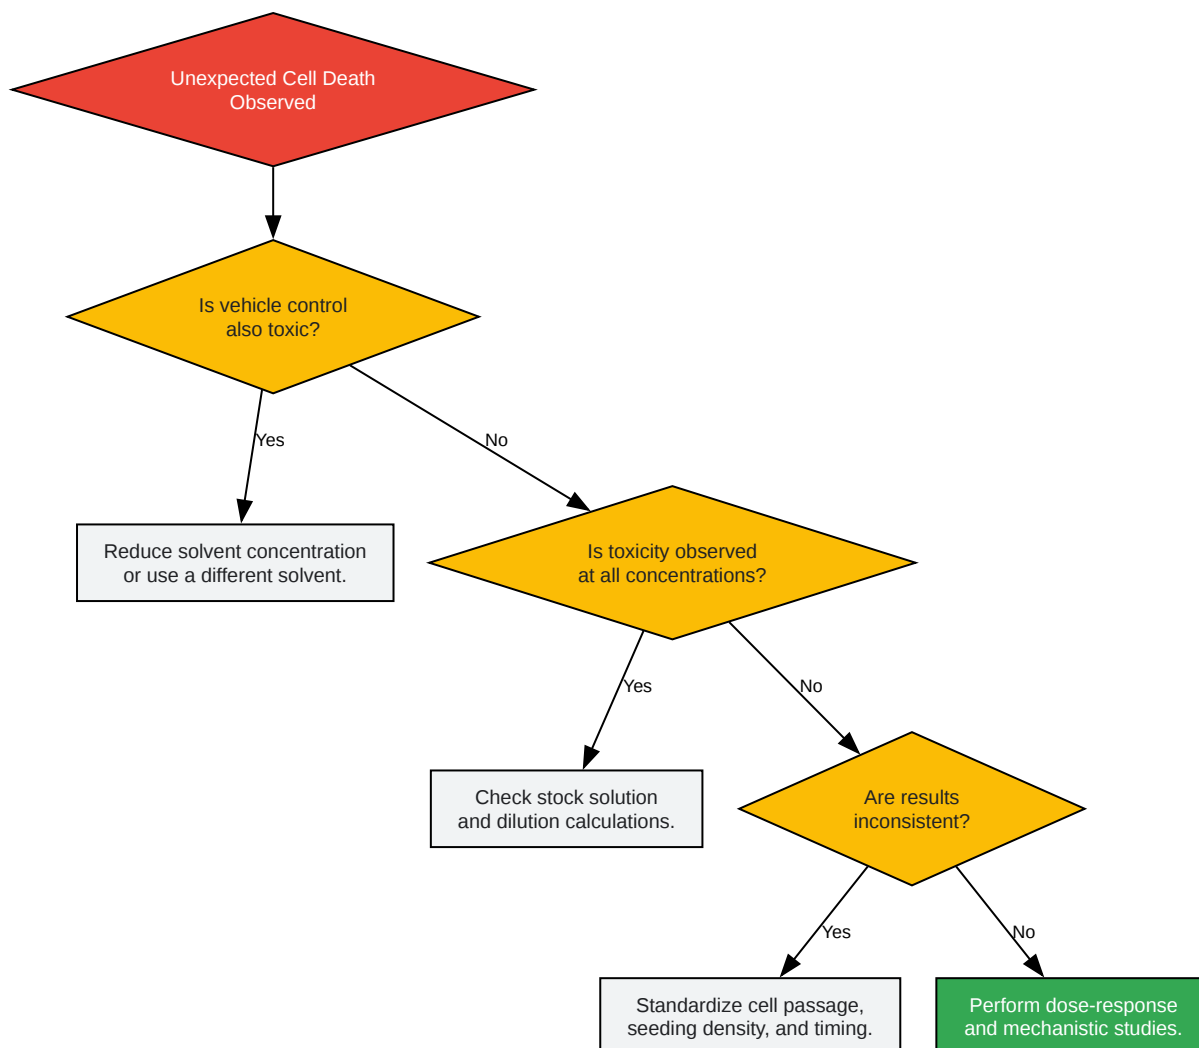 Unexpected Cell Death
Observed
Is vehicle control
also toxic?
Yes
No
Reduce solvent concentration
or use a different solvent.
Is toxicity observed
at all concentrations?
Yes
No
Check stock solution
and dilution calculations.
Are results
inconsistent?
Yes
No
Standardize cell passage,
seeding density, and timing.
Perform dose-response
and mechanistic studies.